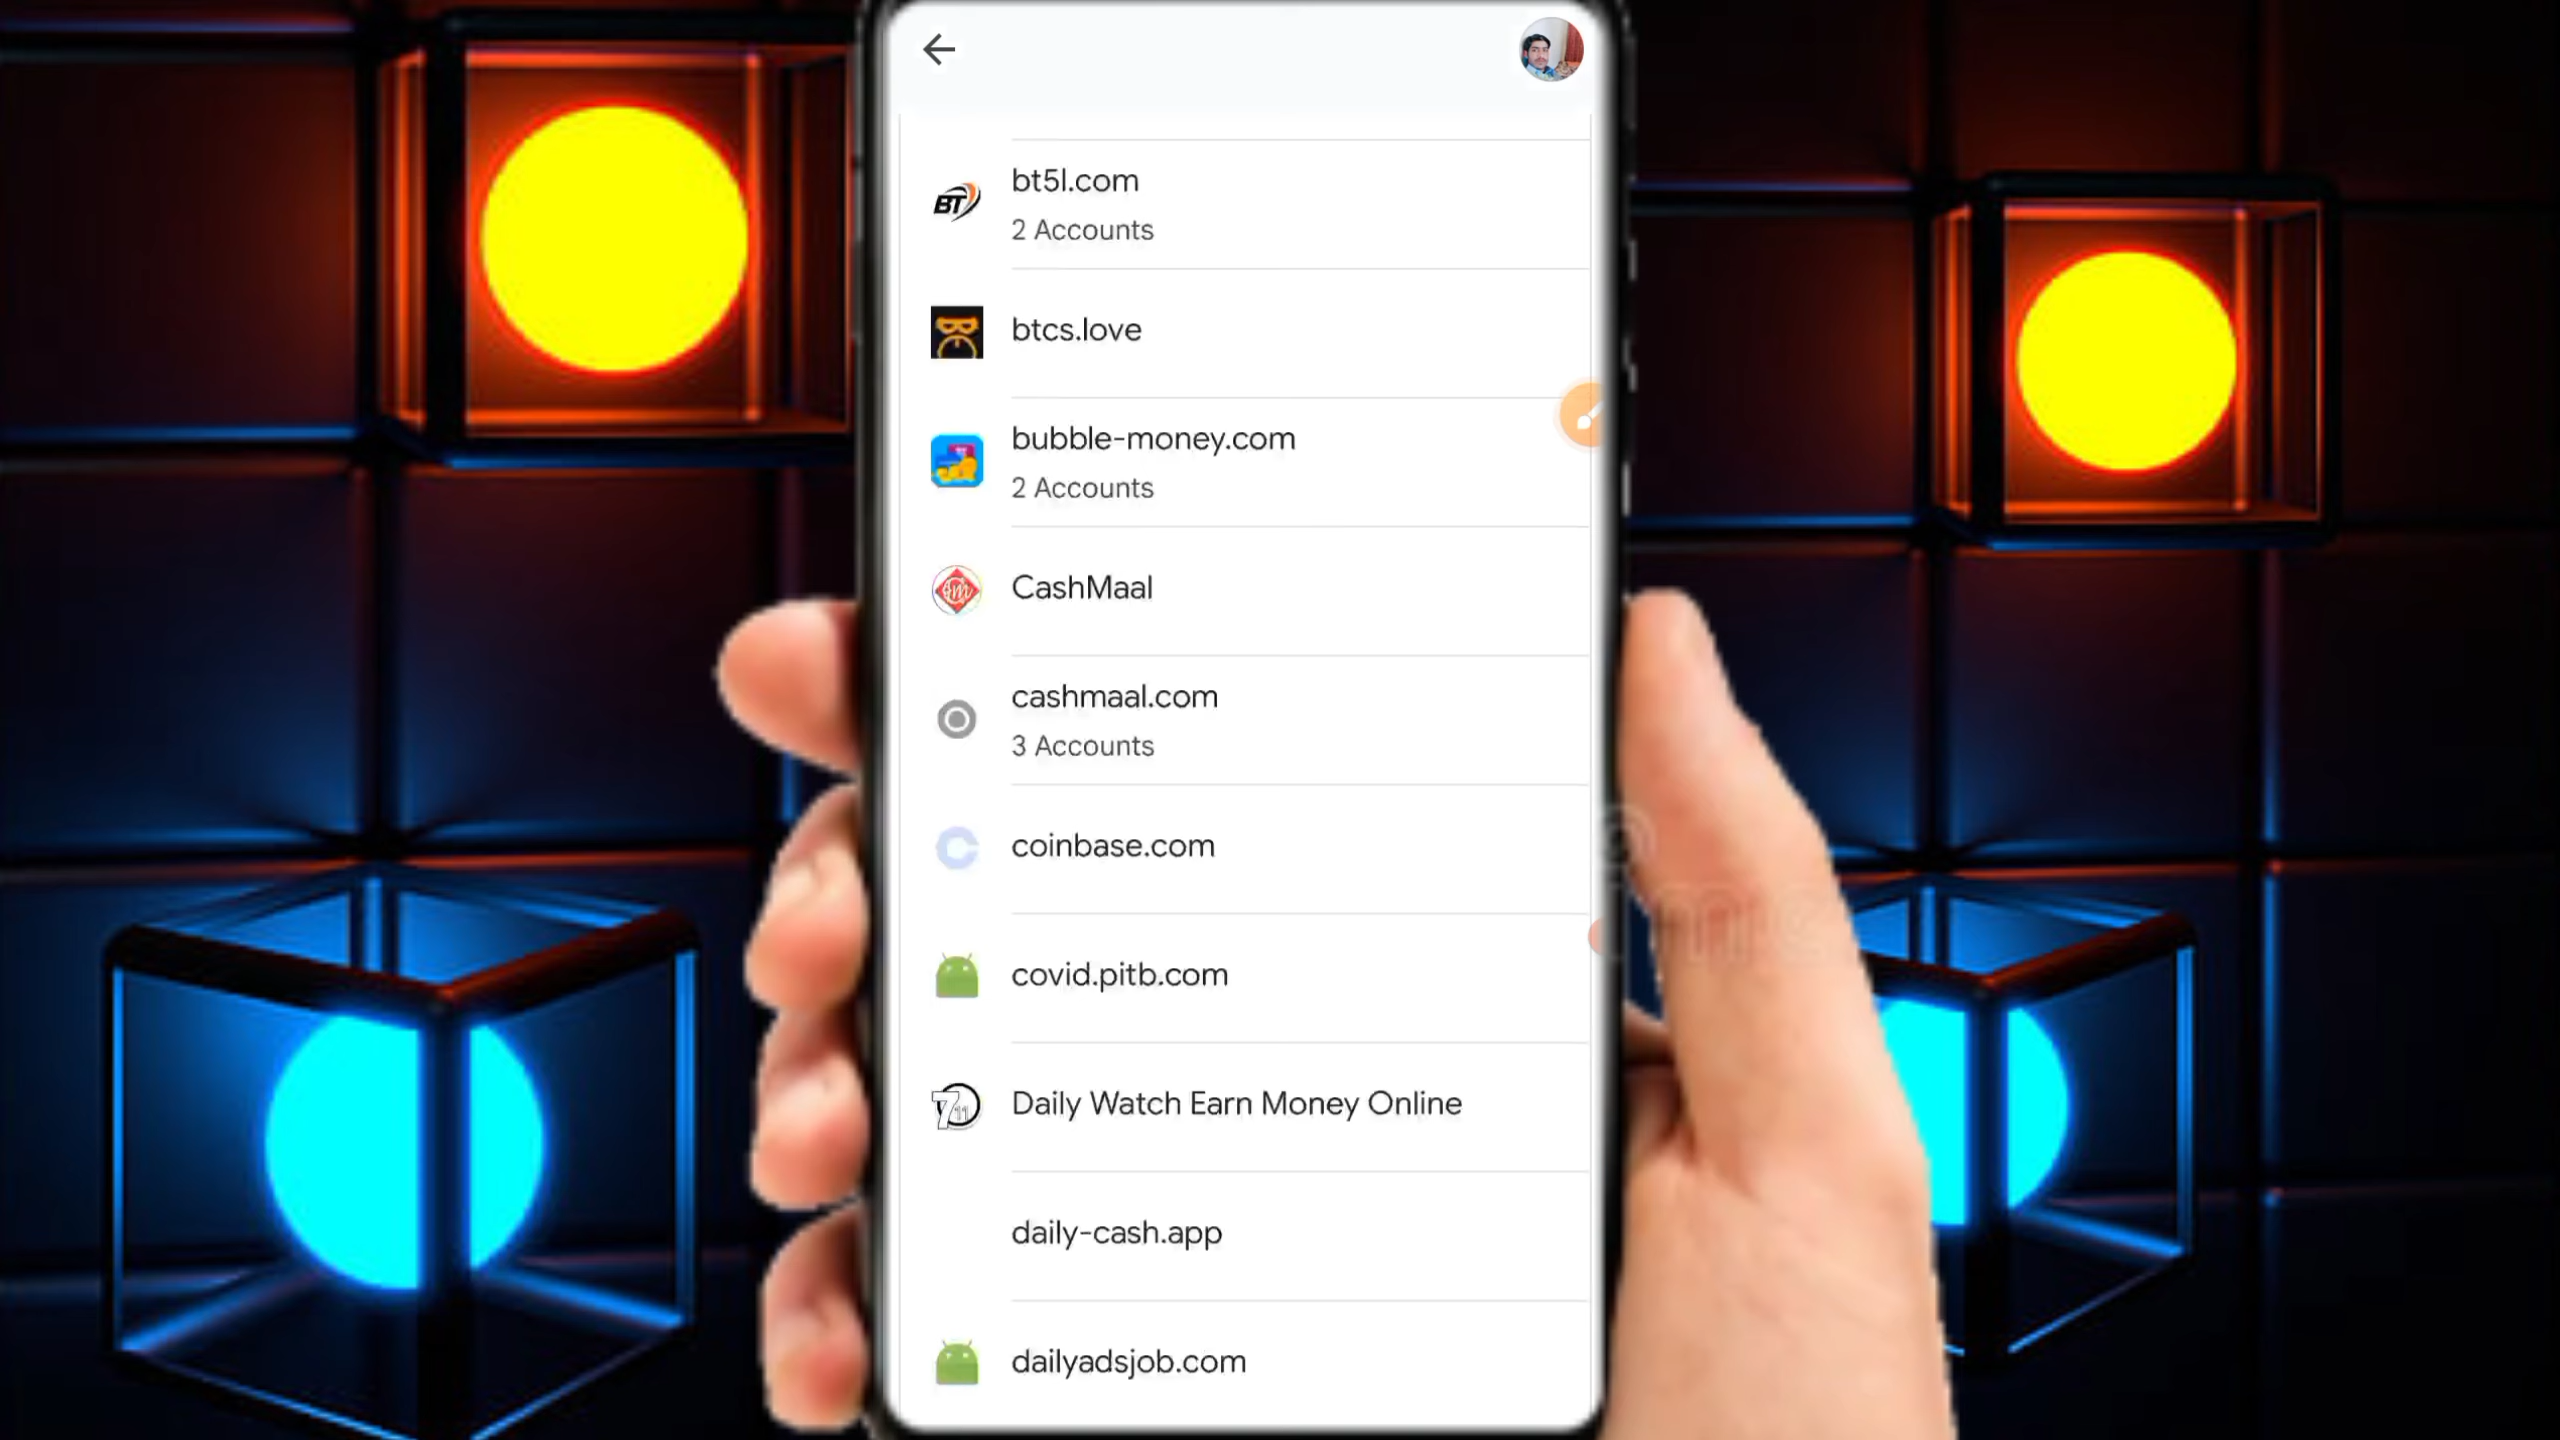 bt5l.com
2 Accounts
btcs.love
bubble-money.com
2 Accounts
CashMaal
cashmaal.com
3 Accounts
coinbase.com
covid.pitb.com
Daily Watch Earn Money Online
daily-cash.app
dailyadsjob.com